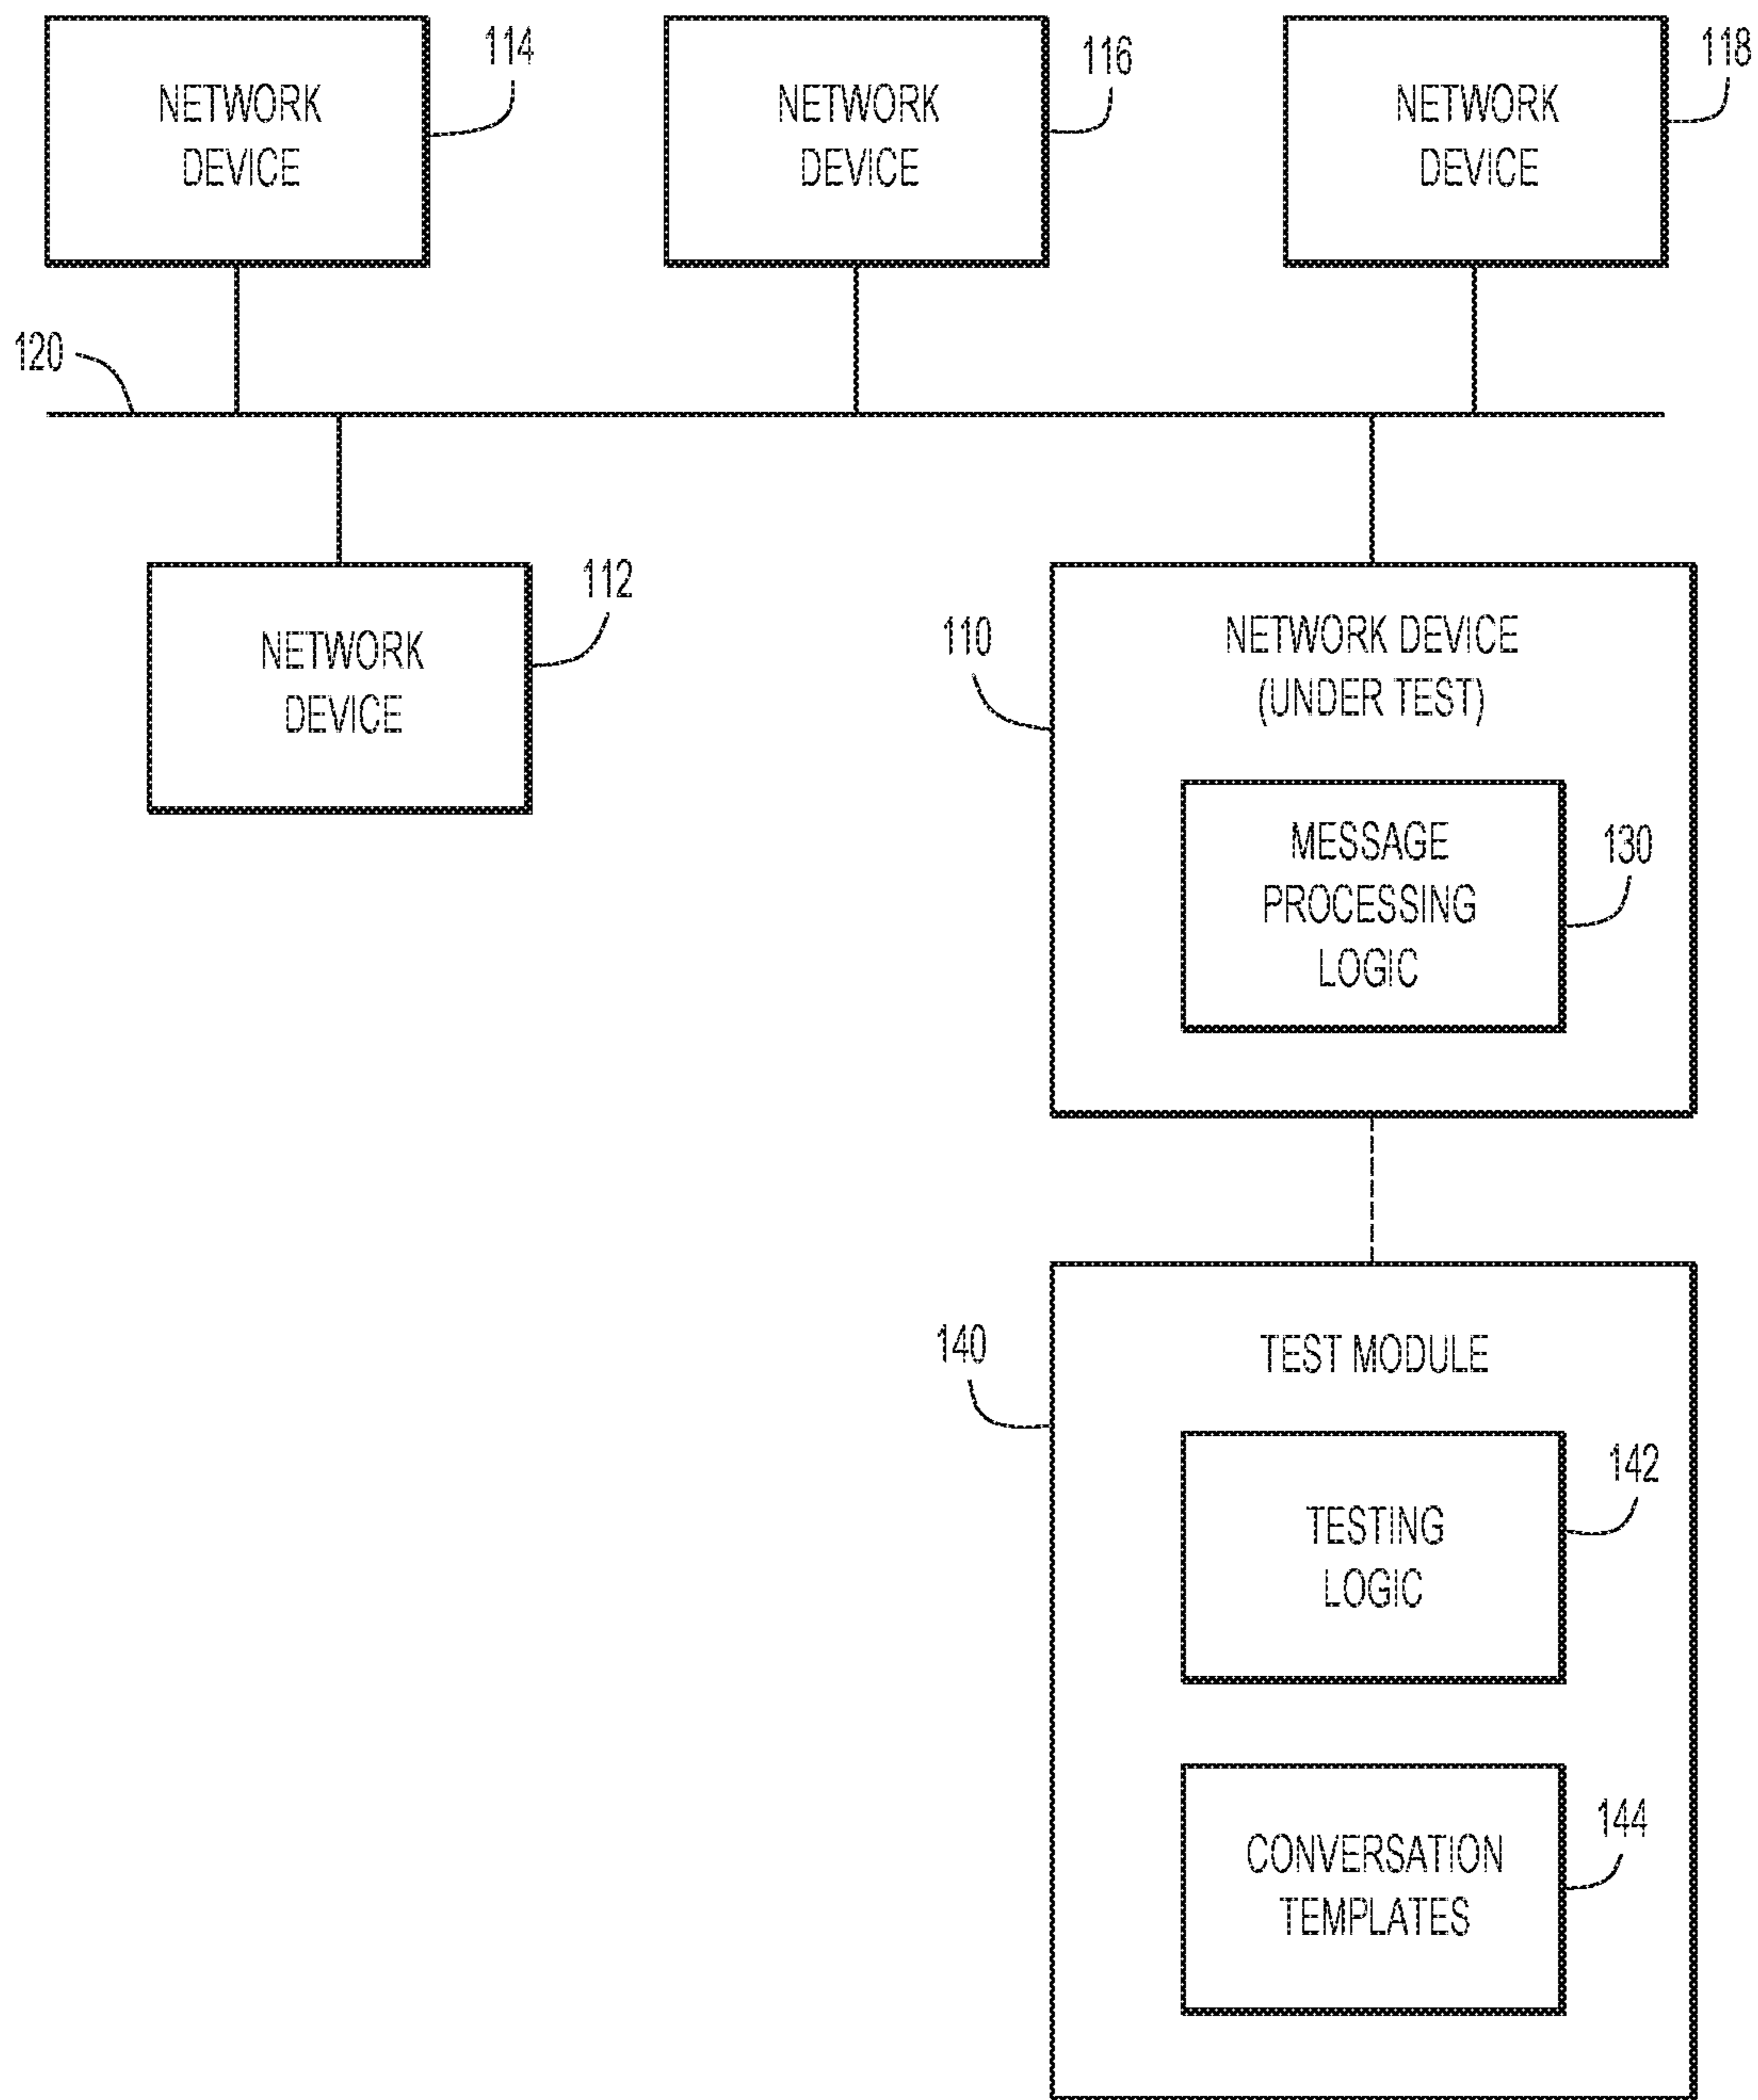 NETWORK
DEVICE
114
NETWORK
DEVICE
116
NETWORK
DEVICE
118
120
NETWORK
DEVICE
112
110
NETWORK DEVICE
(UNDER TEST)
MESSAGE
PROCESSING
LOGIC
130
140
TEST MODULE
TESTING
LOGIC
142
CONVERSATION
TEMPLATES
144